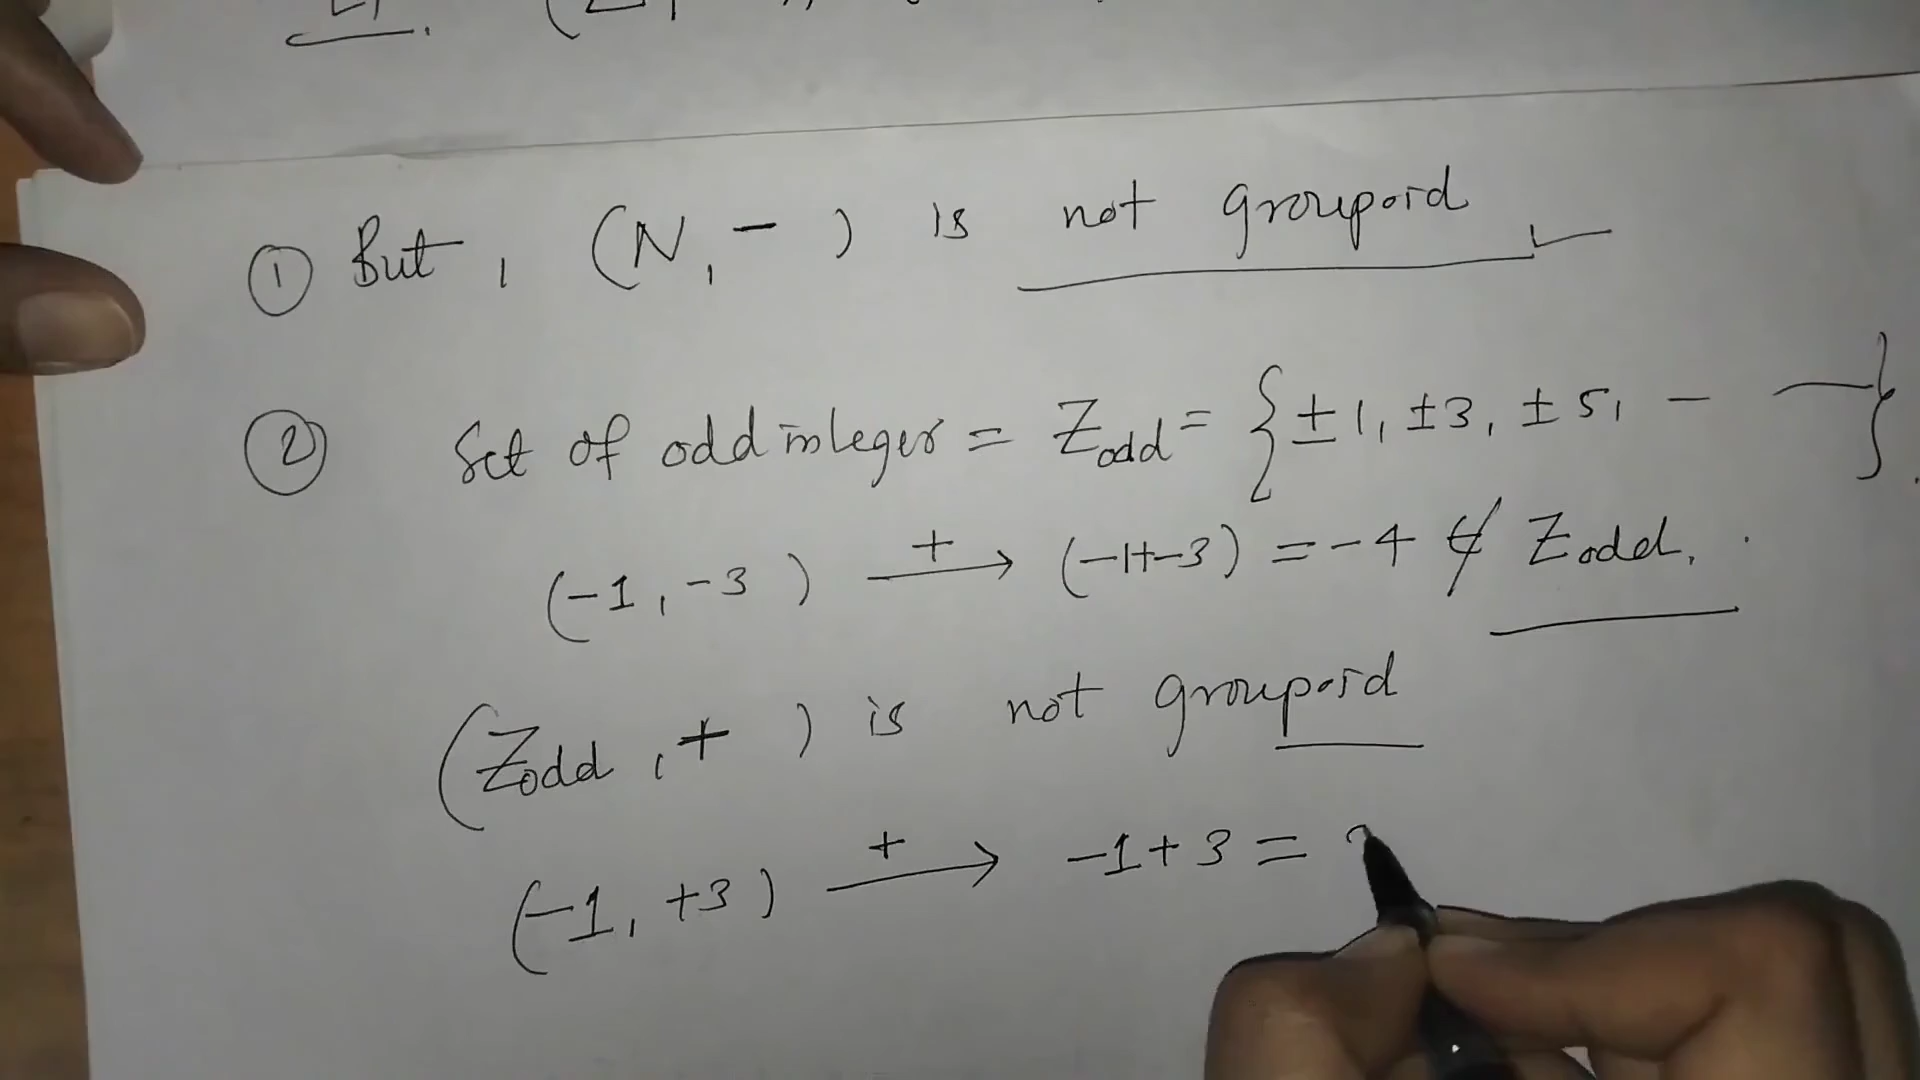 ① But, (N, -) is not groupoid
② Set of odd integer = Zodd = {±1, ±3, ±5, - —}.
(-1, -3) +→ (-1+-3) = -4 ∉ Zodd.
(Zodd, +) is not groupoid
(-1, +3) +→ -1+3 =